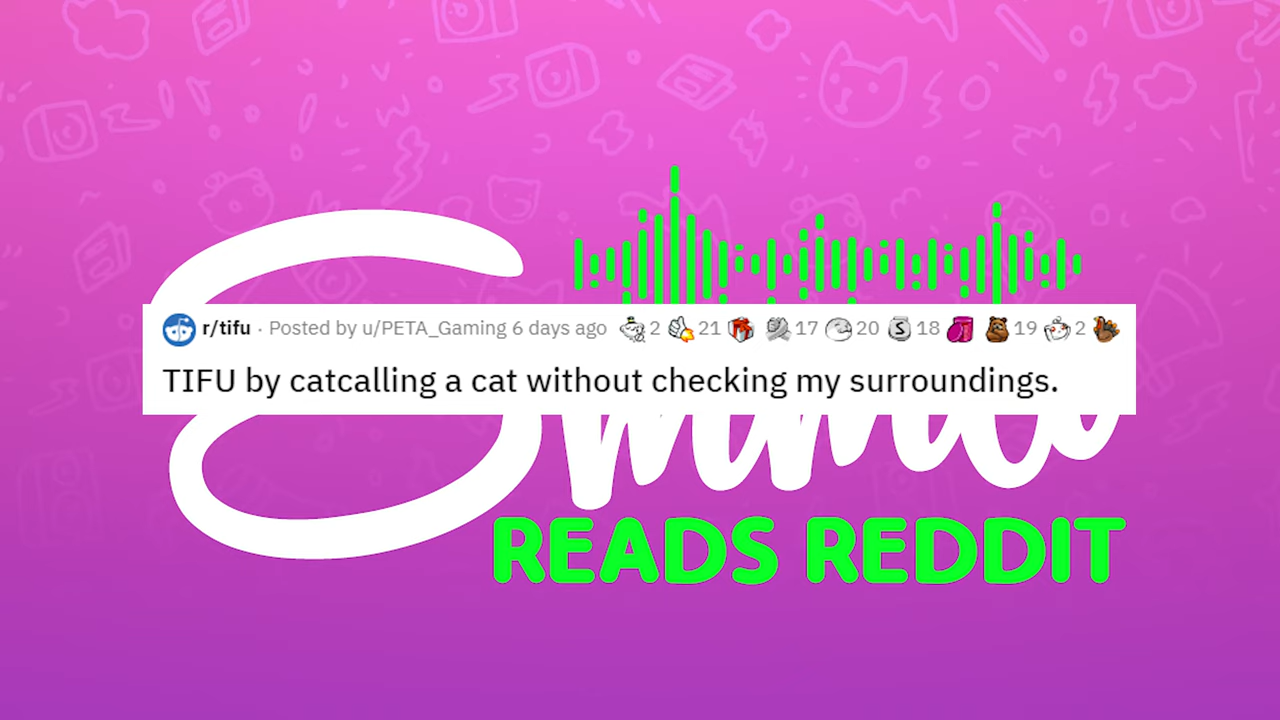 r/tifu · Posted by u/PETA_Gaming 6 days ago 2 21 17 20 S 18 19 2
TIFU by catcalling a cat without checking my surroundings.
READS REDDIT